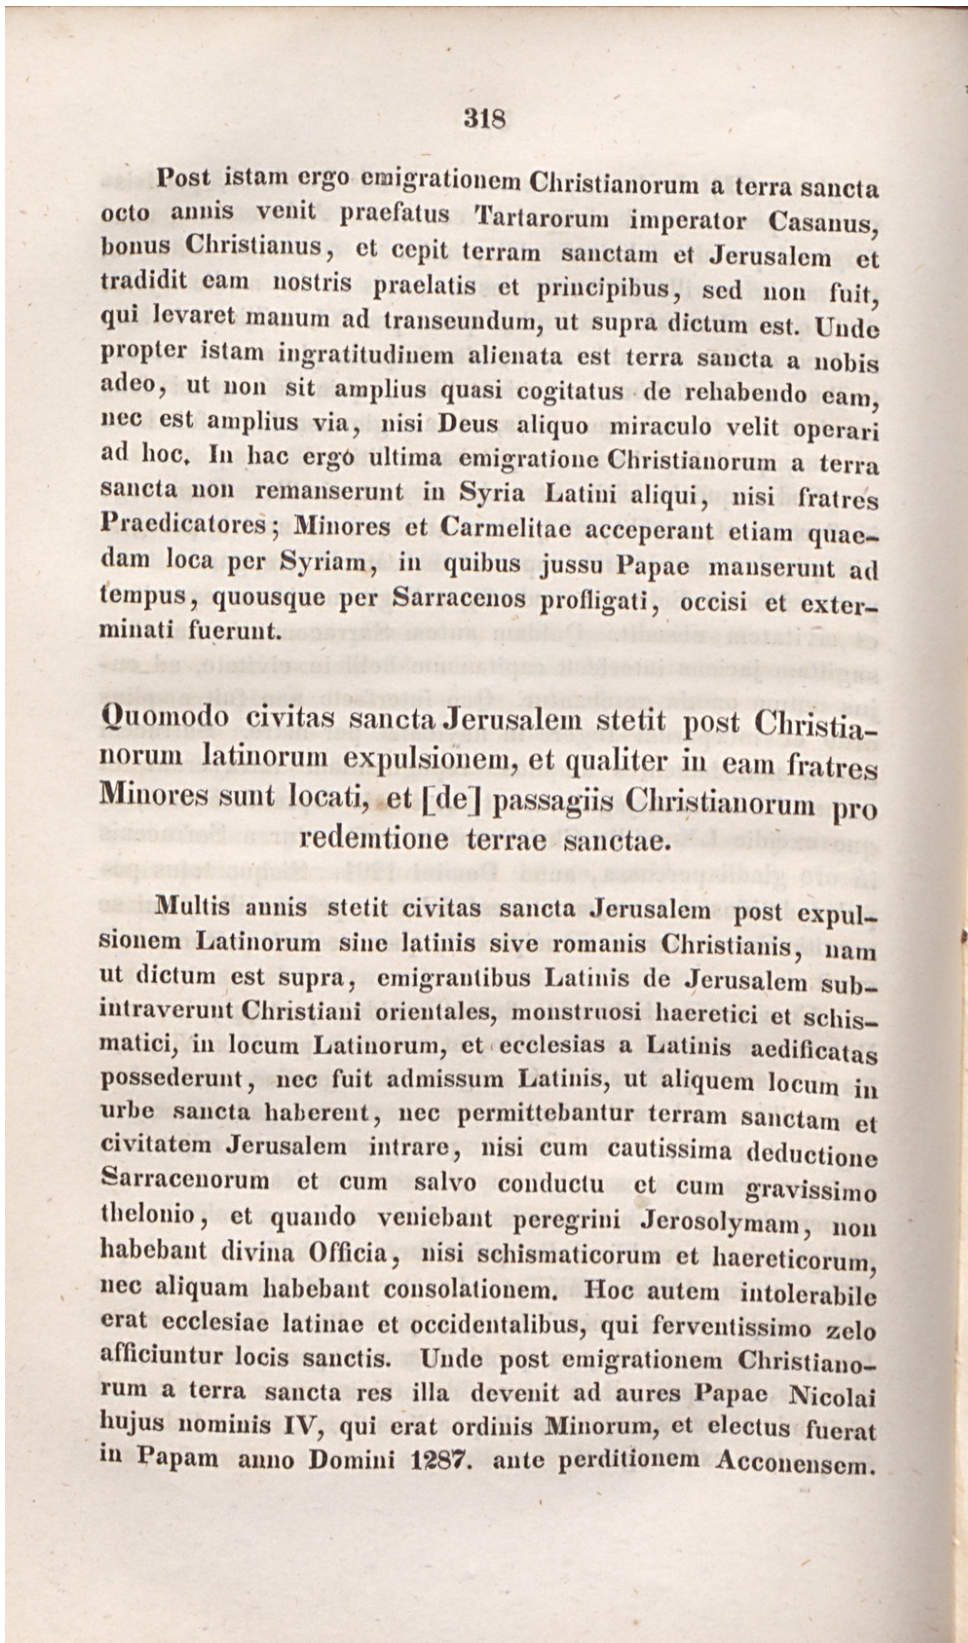 318
Post istam ergo emigrationem Christianorum a terra sancta
octo annis venit praefatus Tartarorum imperator Casanus,
bonus Christianus, et cepit terram sanctam et Jerusalem et
tradidit eam nostris praelatis et principibus, sed non fuit,
qui levaret manum ad transeundum, ut supra dictum est. Unde
propter istam ingratitudinem alienata est terra sancta a nobis
adeo, ut non sit amplius quasi cogitatus de rehabendo eam,
nec est amplius via, nisi Deus aliquo miraculo velit operari
ad hoc. In hac ergo ultima emigratione Christianorum a terra
sancta non remanserunt in Syria Latini aliqui, nisi fratres
Praedicatores; Minores et Carmelitae acceperant etiam quae-
dam loca per Syriam, in quibus jussu Papae manserunt ad
tempus, quousque per Sarracenos profligati, occisi et exter-
minati fuerunt.
Quomodo civitas sancta Jerusalem stetit post Christia-
norum latinorum expulsionem, et qualiter in eam fratres
Minores sunt locati, et [de] passagiis Christianorum pro
redemtione terrae sanctae.
Multis annis stetit civitas sancta Jerusalem post expul-
sionem Latinorum sine latinis sive romanis Christianis, nam
ut dictum est supra, emigrantibus Latinis de Jerusalem sub-
intraverunt Christiani orientales, monstruosi haeretici et schis-
matici, in locum Latinorum, et ecclesias a Latinis aedificatas
possederunt, nec fuit admissum Latinis, ut aliquem locum in
urbe sancta haberent, nec permittebantur terram sanctam et
civitatem Jerusalem intrare, nisi cum cautissima deductione
Sarracenorum et cum salvo conductu et cum gravissimo
thelonio, et quando veniebant peregrini Jerosolymam, non
habebant divina Officia, nisi schismaticorum et haereticorum,
nec aliquam habebant consolationem. Hoc autem intolerabile
erat ecclesiae latinae et occidentalibus, qui ferventissimo zelo
afficiuntur locis sanctis. Unde post emigrationem Christiano-
rum a terra sancta res illa devenit ad aures Papae Nicolai
hujus nominis IV, qui erat ordinis Minorum, et electus fuerat
in Papam anno Domini 1287. ante perditionem Acconensem.